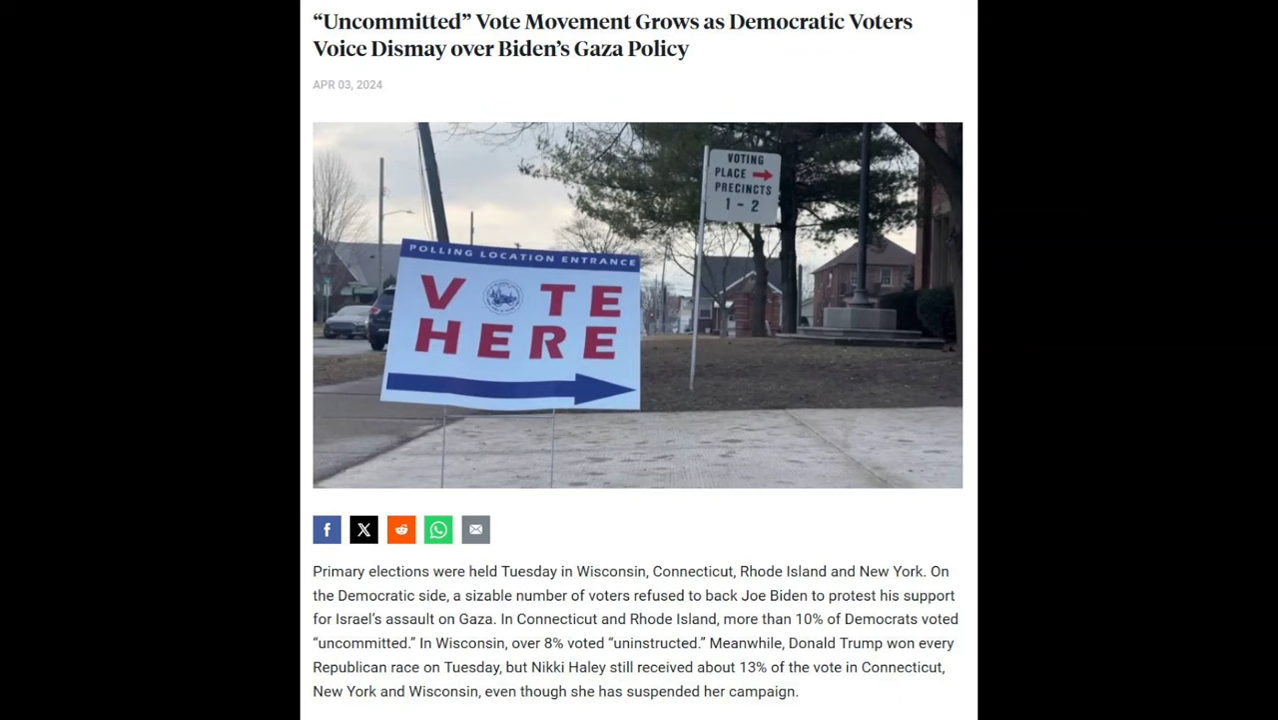 “Uncommitted” Vote Movement Grows as Democratic Voters
Voice Dismay over Biden’s Gaza Policy
APR 03, 2024
VOTING
PLACE
PRECINCTS
1 - 2
POLLING LOCATION ENTRANCE
VOTE
HERE
Primary elections were held Tuesday in Wisconsin, Connecticut, Rhode Island and New York. On
the Democratic side, a sizable number of voters refused to back Joe Biden to protest his support
for Israel’s assault on Gaza. In Connecticut and Rhode Island, more than 10% of Democrats voted
“uncommitted.” In Wisconsin, over 8% voted “uninstructed.” Meanwhile, Donald Trump won every
Republican race on Tuesday, but Nikki Haley still received about 13% of the vote in Connecticut,
New York and Wisconsin, even though she has suspended her campaign.